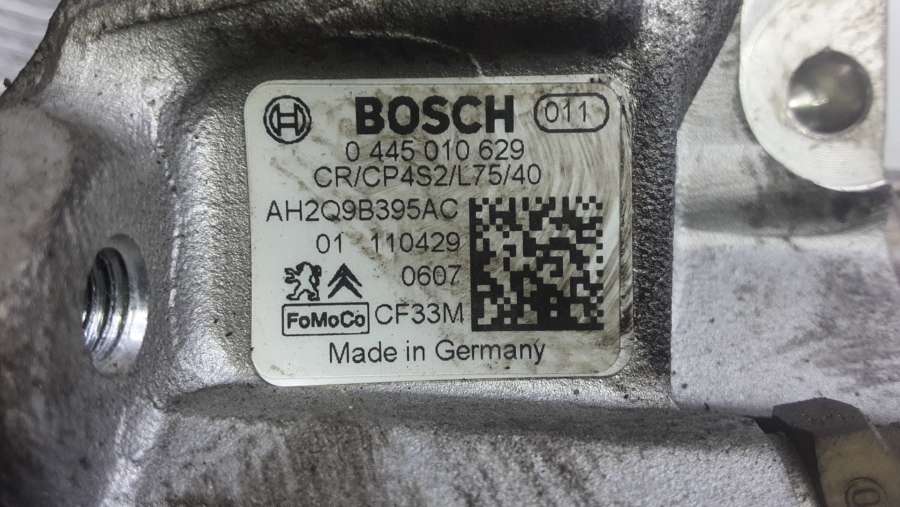 BOSCH 011
0 445 010 629
CR/CP4S2/L75/40
AH2Q9B395AC
01 110429
0607
FoMoCo CF33M
Made in Germany